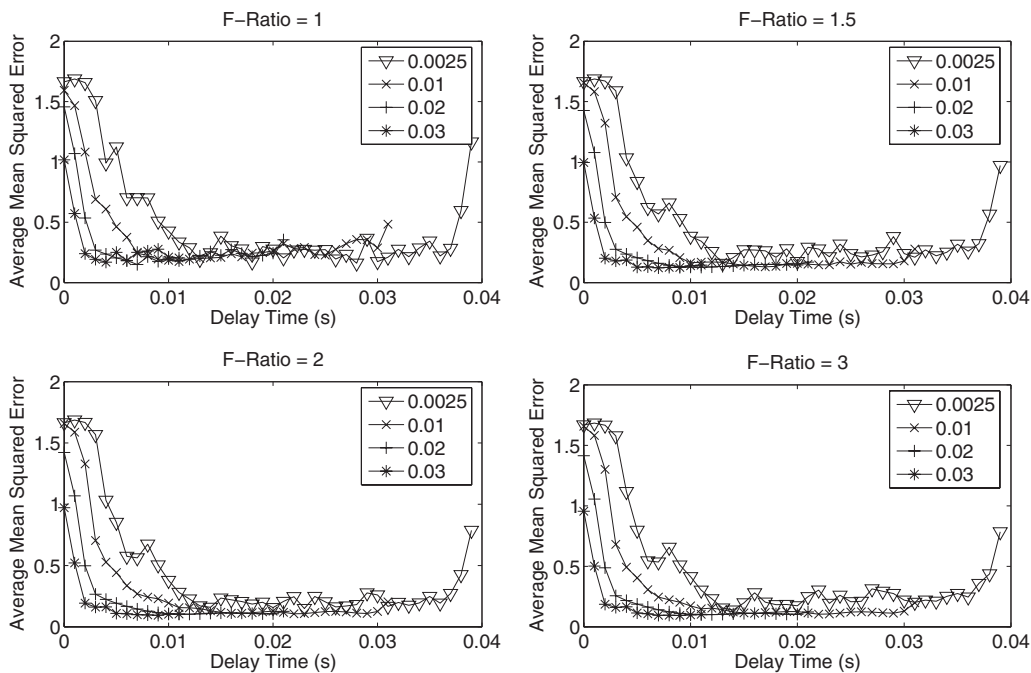 F−Ratio = 1
Average Mean Squared Error
2
1.5
1
0.5
0
0 0.01 0.02 0.03 0.04
Delay Time (s)
0.0025
0.01
0.02
0.03
F−Ratio = 1.5
Average Mean Squared Error
2
1.5
1
0.5
0
0 0.01 0.02 0.03 0.04
Delay Time (s)
0.0025
0.01
0.02
0.03
F−Ratio = 2
Average Mean Squared Error
2
1.5
1
0.5
0
0 0.01 0.02 0.03 0.04
Delay Time (s)
0.0025
0.01
0.02
0.03
F−Ratio = 3
Average Mean Squared Error
2
1.5
1
0.5
0
0 0.01 0.02 0.03 0.04
Delay Time (s)
0.0025
0.01
0.02
0.03